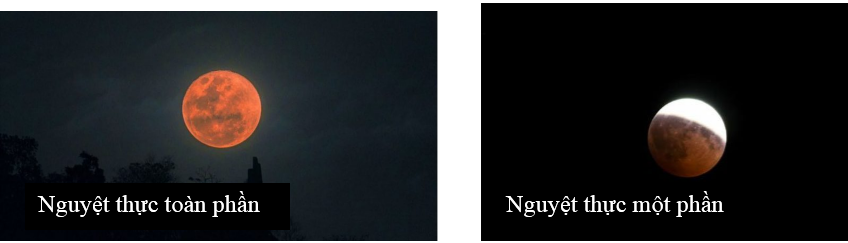 Nguyệt thực toàn phần
Nguyệt thực một phần